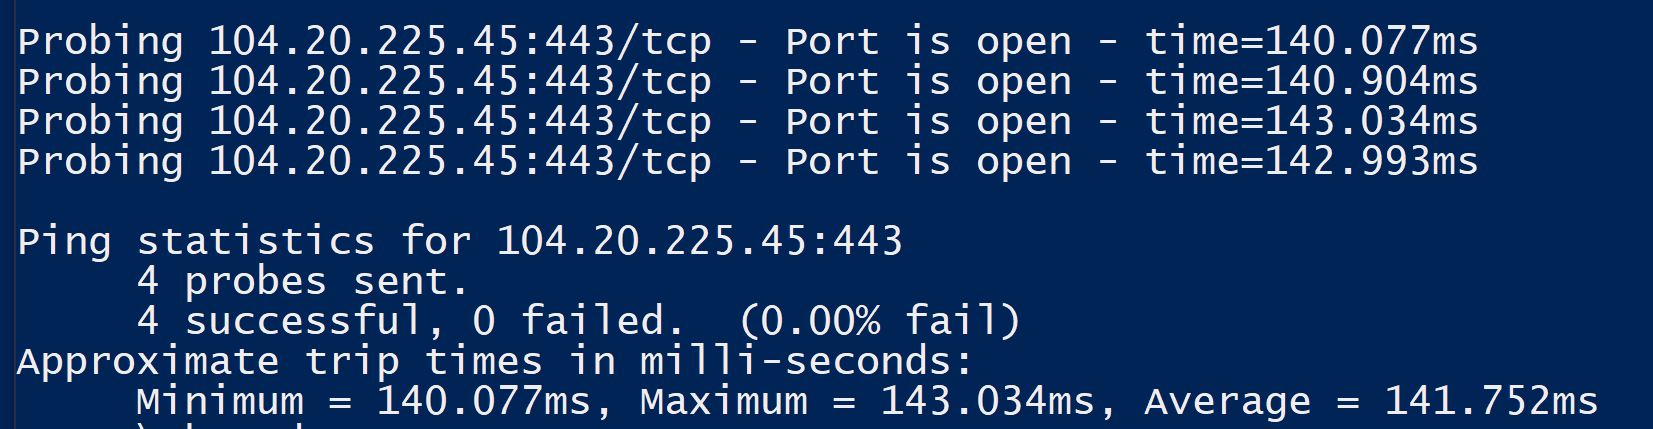 Probing 104.20.225.45:443/tcp - Port is open - time=140.077ms
Probing 104.20.225.45:443/tcp - Port is open - time=140.904ms
Probing 104.20.225.45:443/tcp - Port is open - time=143.034ms
Probing 104.20.225.45:443/tcp - Port is open - time=142.993ms

Ping statistics for 104.20.225.45:443
     4 probes sent.
     4 successful, 0 failed.  (0.00% fail)
Approximate trip times in milli-seconds:
     Minimum = 140.077ms, Maximum = 143.034ms, Average = 141.752ms